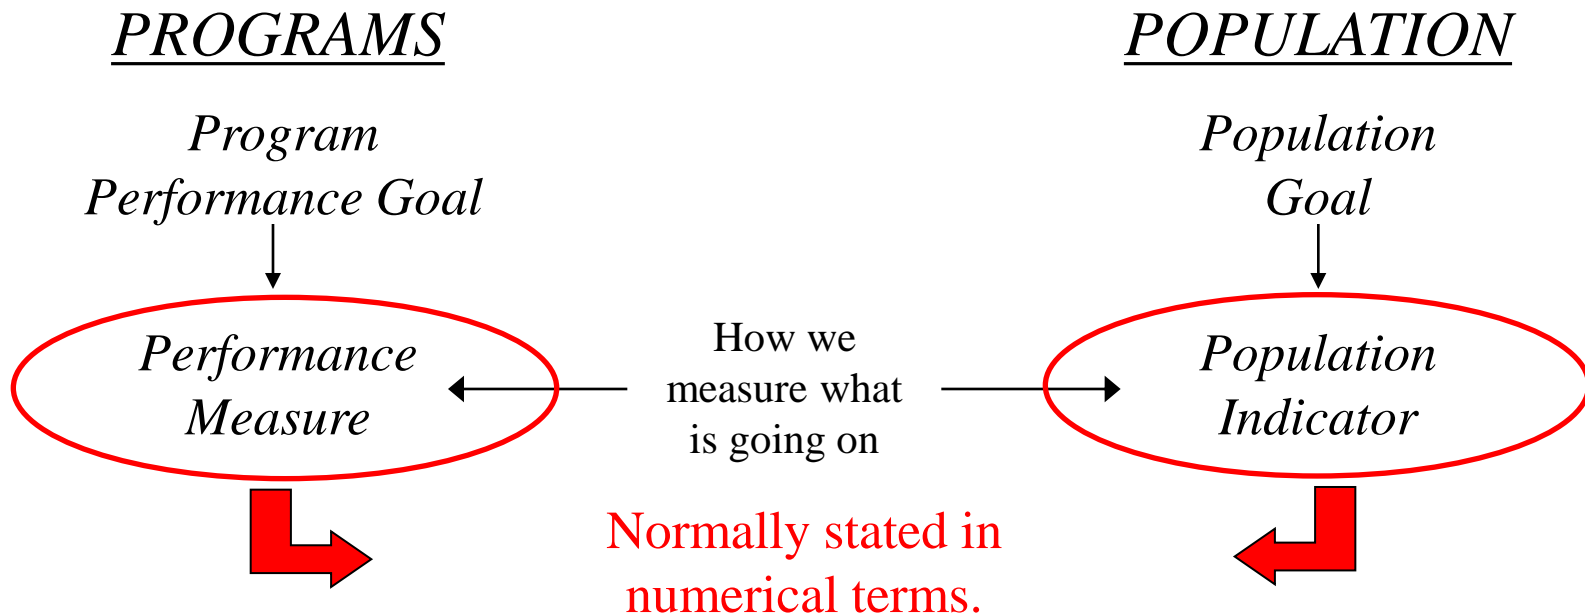 PROGRAMS
POPULATION
Program
Performance Goal
Population
Goal
Performance
Measure
How we
measure what
is going on
Population
Indicator
Normally stated in
numerical terms.